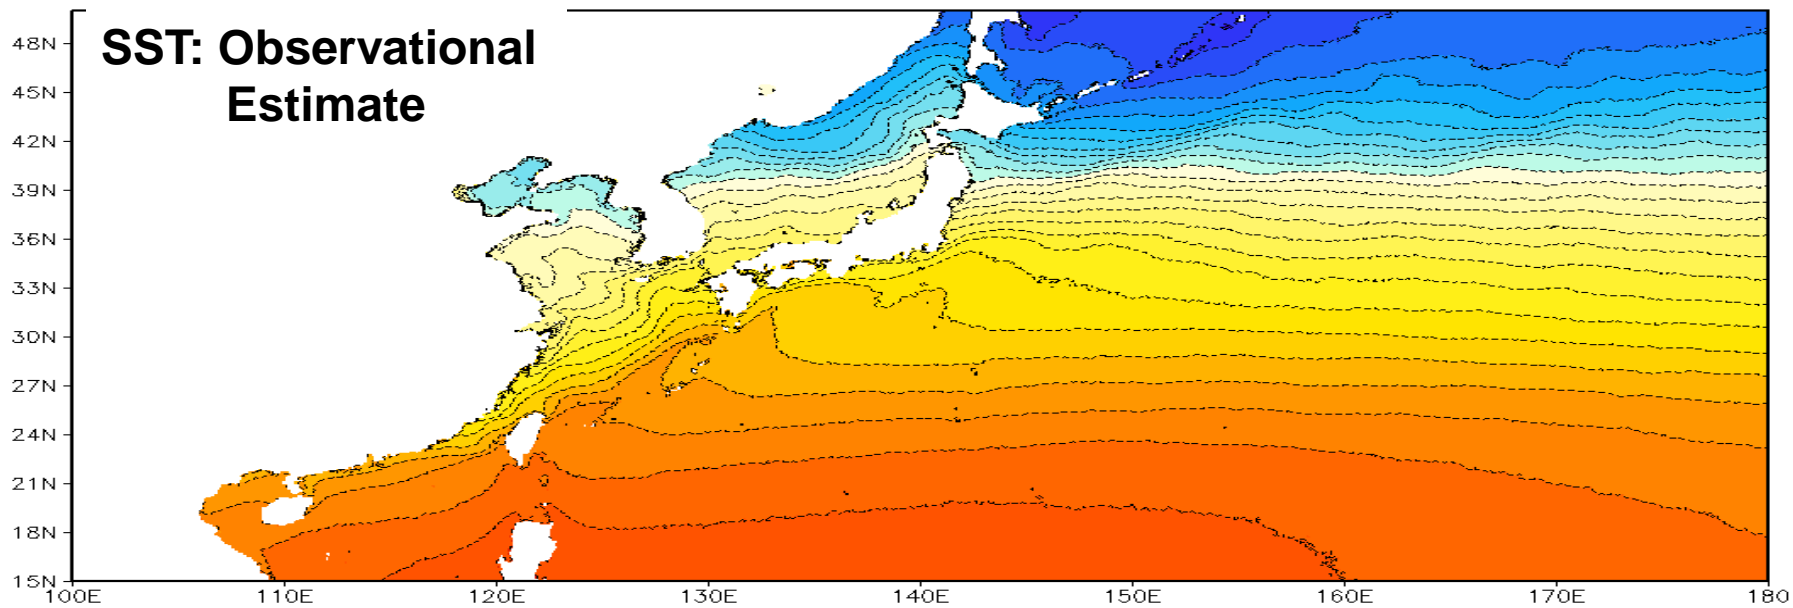 SST: Observational
Estimate
48N
45N
42N
39N
36N
33N
30N
27N
24N
21N
18N
15N
100E 110E 120E 130E 140E 150E 160E 170E 180